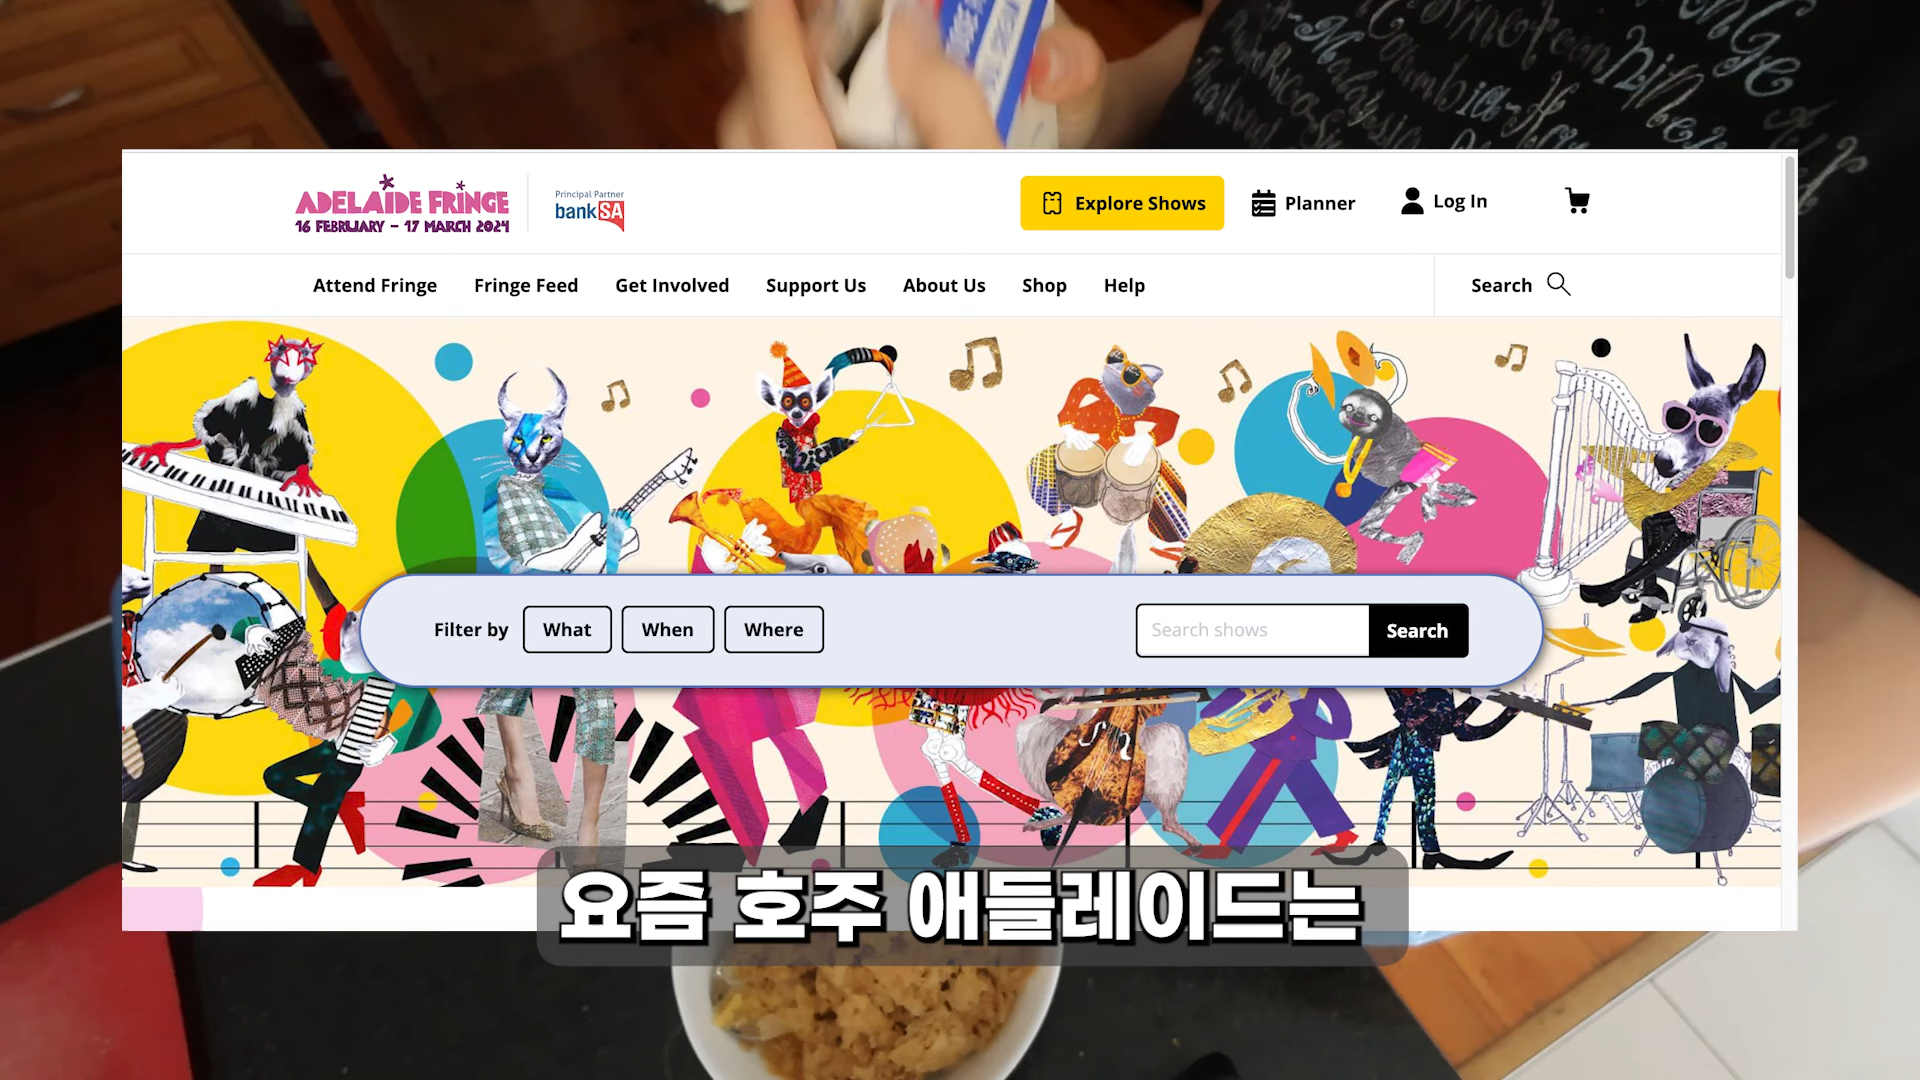 ADELAIDE FRINGE
16 FEBRUARY – 17 MARCH 2024
Principal Partner
bankSA
Explore Shows
Planner
Log In
Attend Fringe
Fringe Feed
Get Involved
Support Us
About Us
Shop
Help
Search
Filter by
What
When
Where
Search shows
Search
요즘 호주 애들레이드는